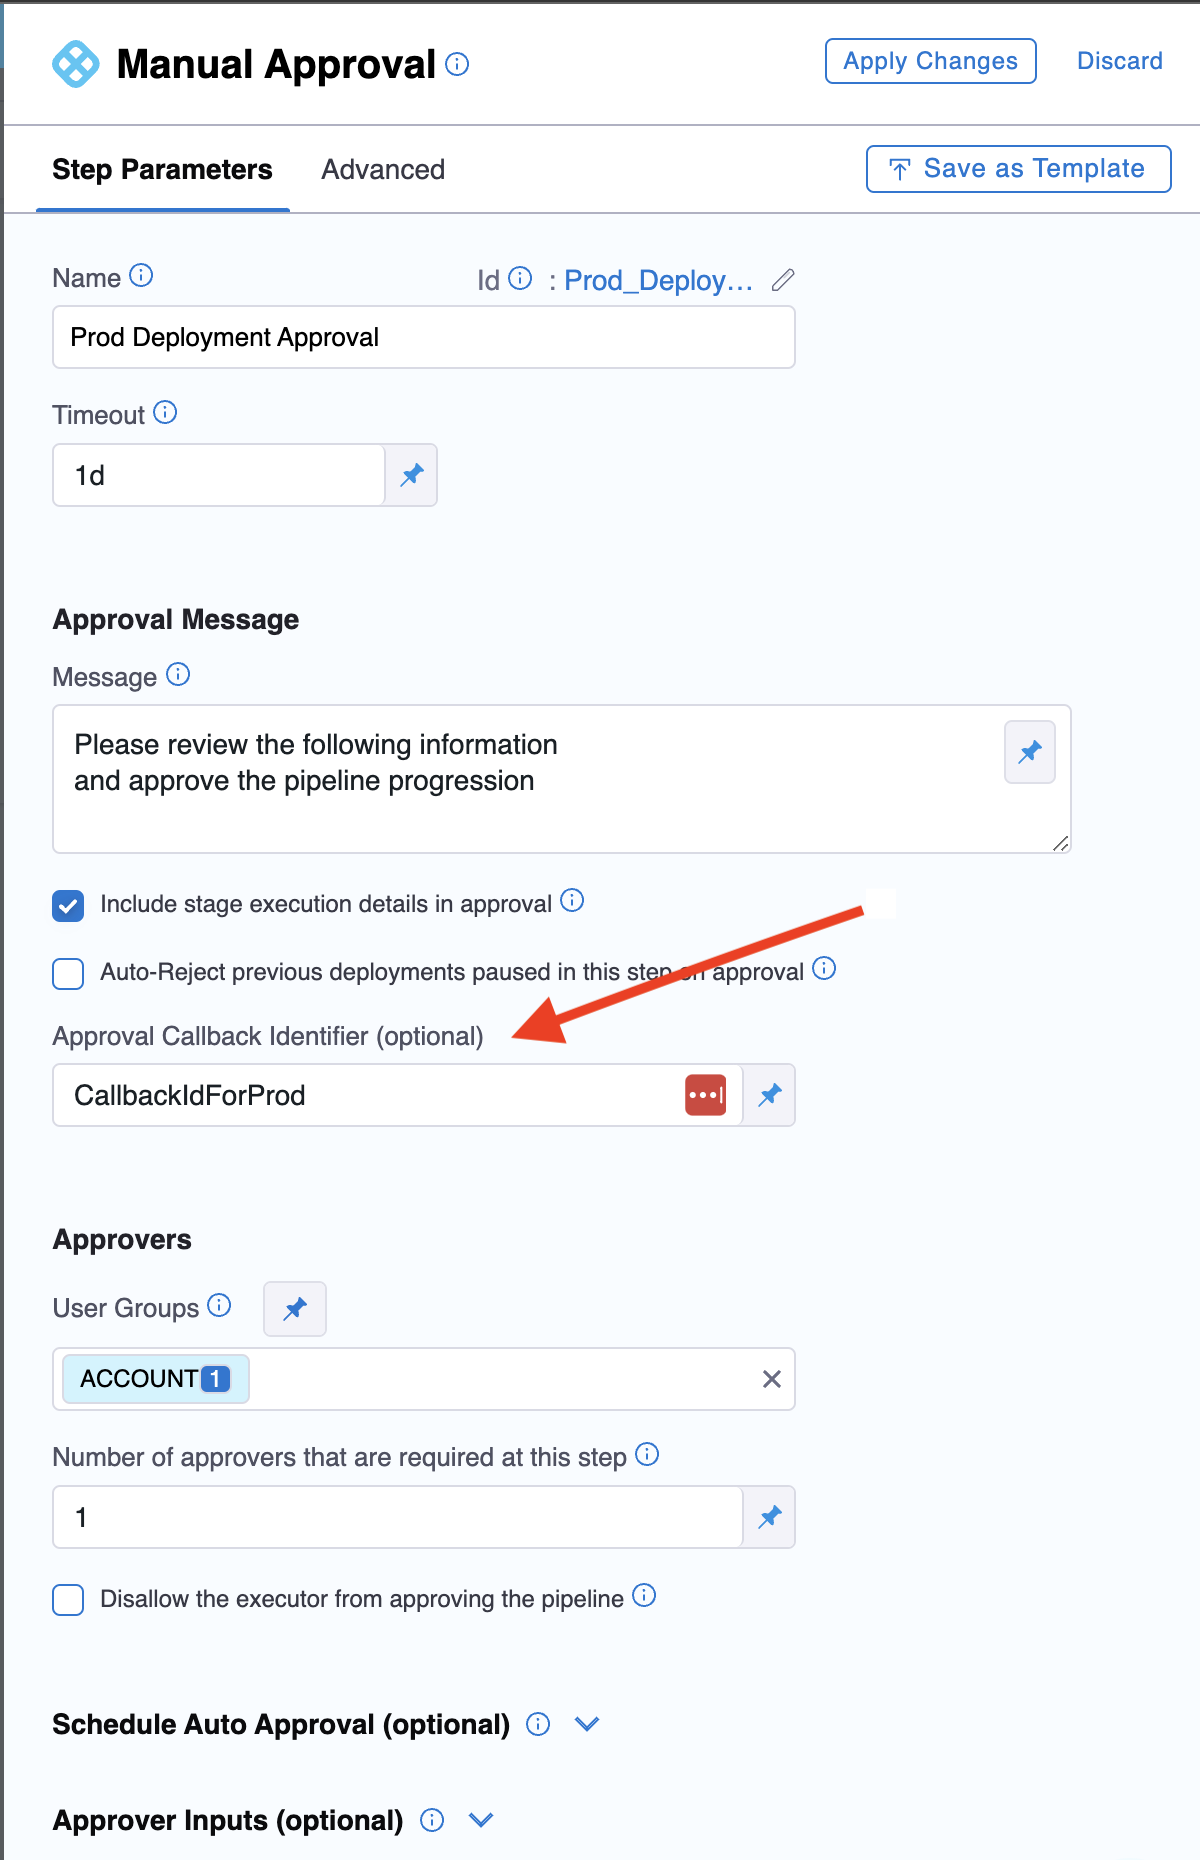 Manual Approval
Apply Changes
Discard
Step Parameters
Advanced
Save as Template
Name
Id : Prod_Deploy...
Prod Deployment Approval
Timeout
1d
Approval Message
Message
Please review the following information
and approve the pipeline progression
Include stage execution details in approval
Auto-Reject previous deployments paused in this step on approval
Approval Callback Identifier (optional)
CallbackIdForProd
Approvers
User Groups
ACCOUNT 1
Number of approvers that are required at this step
1
Disallow the executor from approving the pipeline
Schedule Auto Approval (optional)
Approver Inputs (optional)